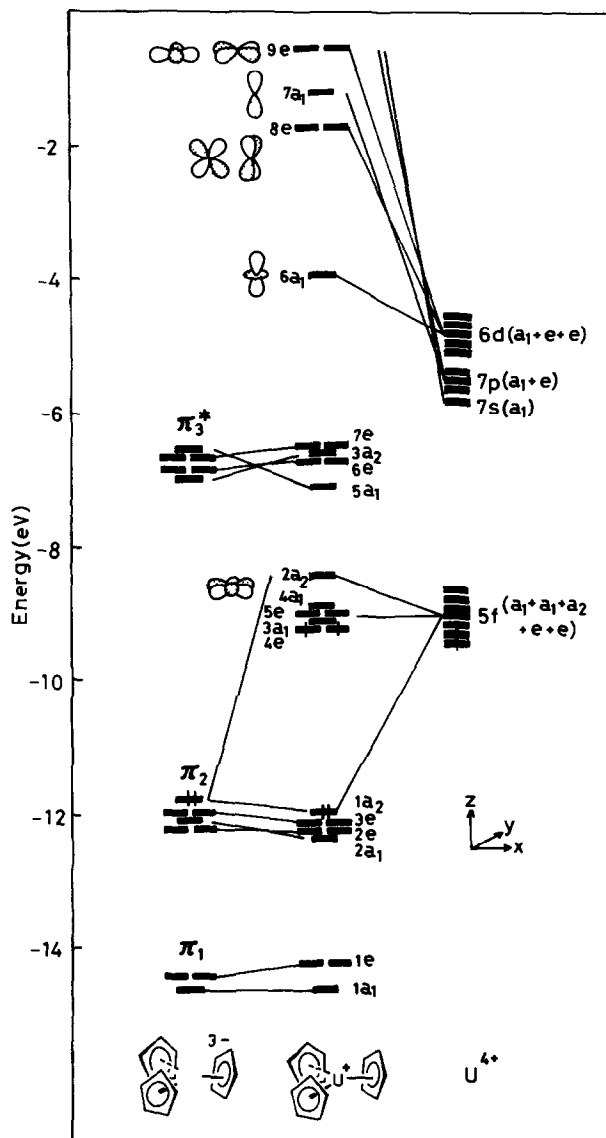 9e
7a₁
8e
-2
6a₁
-4
6d(a₁+e+e)
7p(a₁+e)
7s(a₁)
-6
π₃*
7e
3a₂
6e
5a₁
Energy(eV)
-8
2a₂
4a₁
5e
3a₁
4e
5f(a₁+a₁+a₂
+e+e)
-10
π₂
-12
1a₂
3e
2e
2a₁
z
y
x
-14
π₁
1e
1a₁
3-
U⁺
U⁴⁺